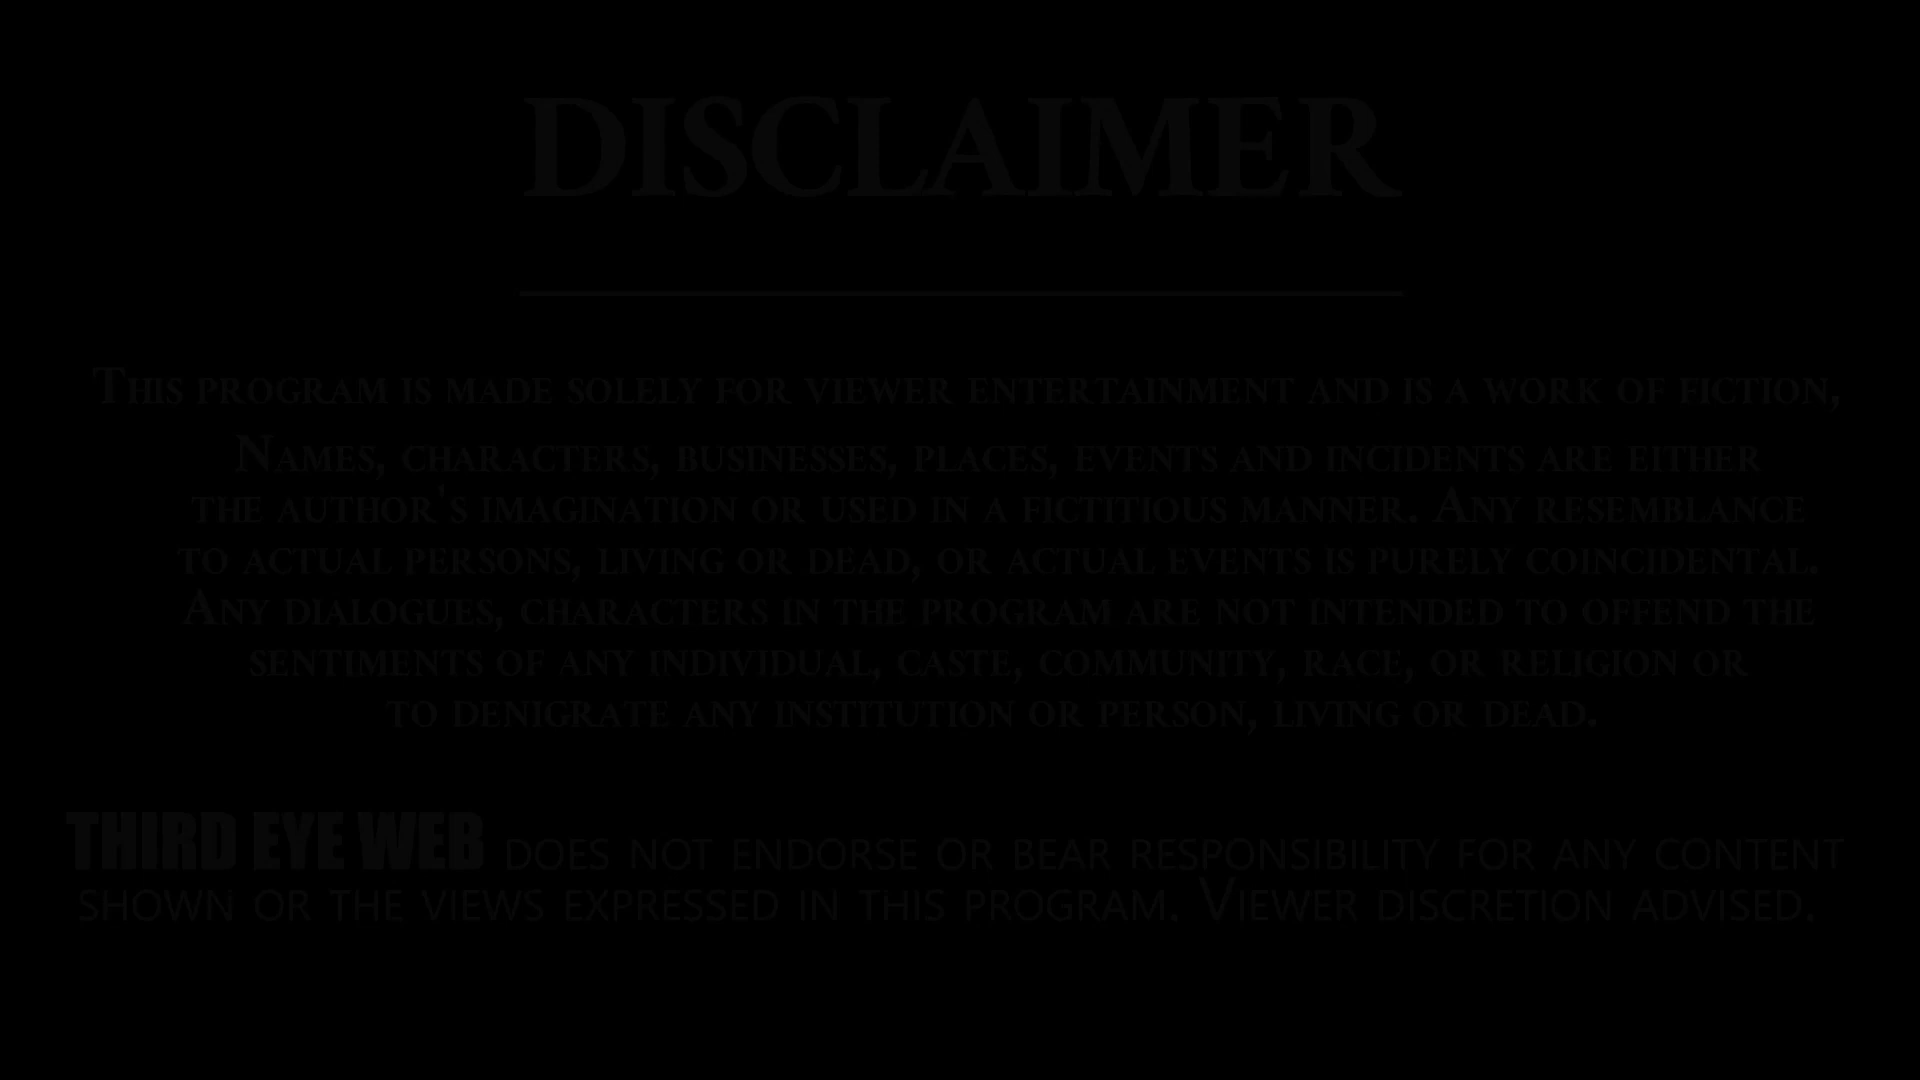 DISCLAIMER
This program is made solely for viewer entertainment and is a work of fiction,
Names, characters, businesses, places, events and incidents are either
the author's imagination or used in a fictitious manner. Any resemblance
to actual persons, living or dead, or actual events is purely coincidental.
Any dialogues, characters in the program are not intended to offend the
sentiments of any individual, caste, community, race, or religion or
to denigrate any institution or person, living or dead.
THIRD EYE WEB does not endorse or bear responsibility for any content
shown or the views expressed in this program. Viewer discretion advised.